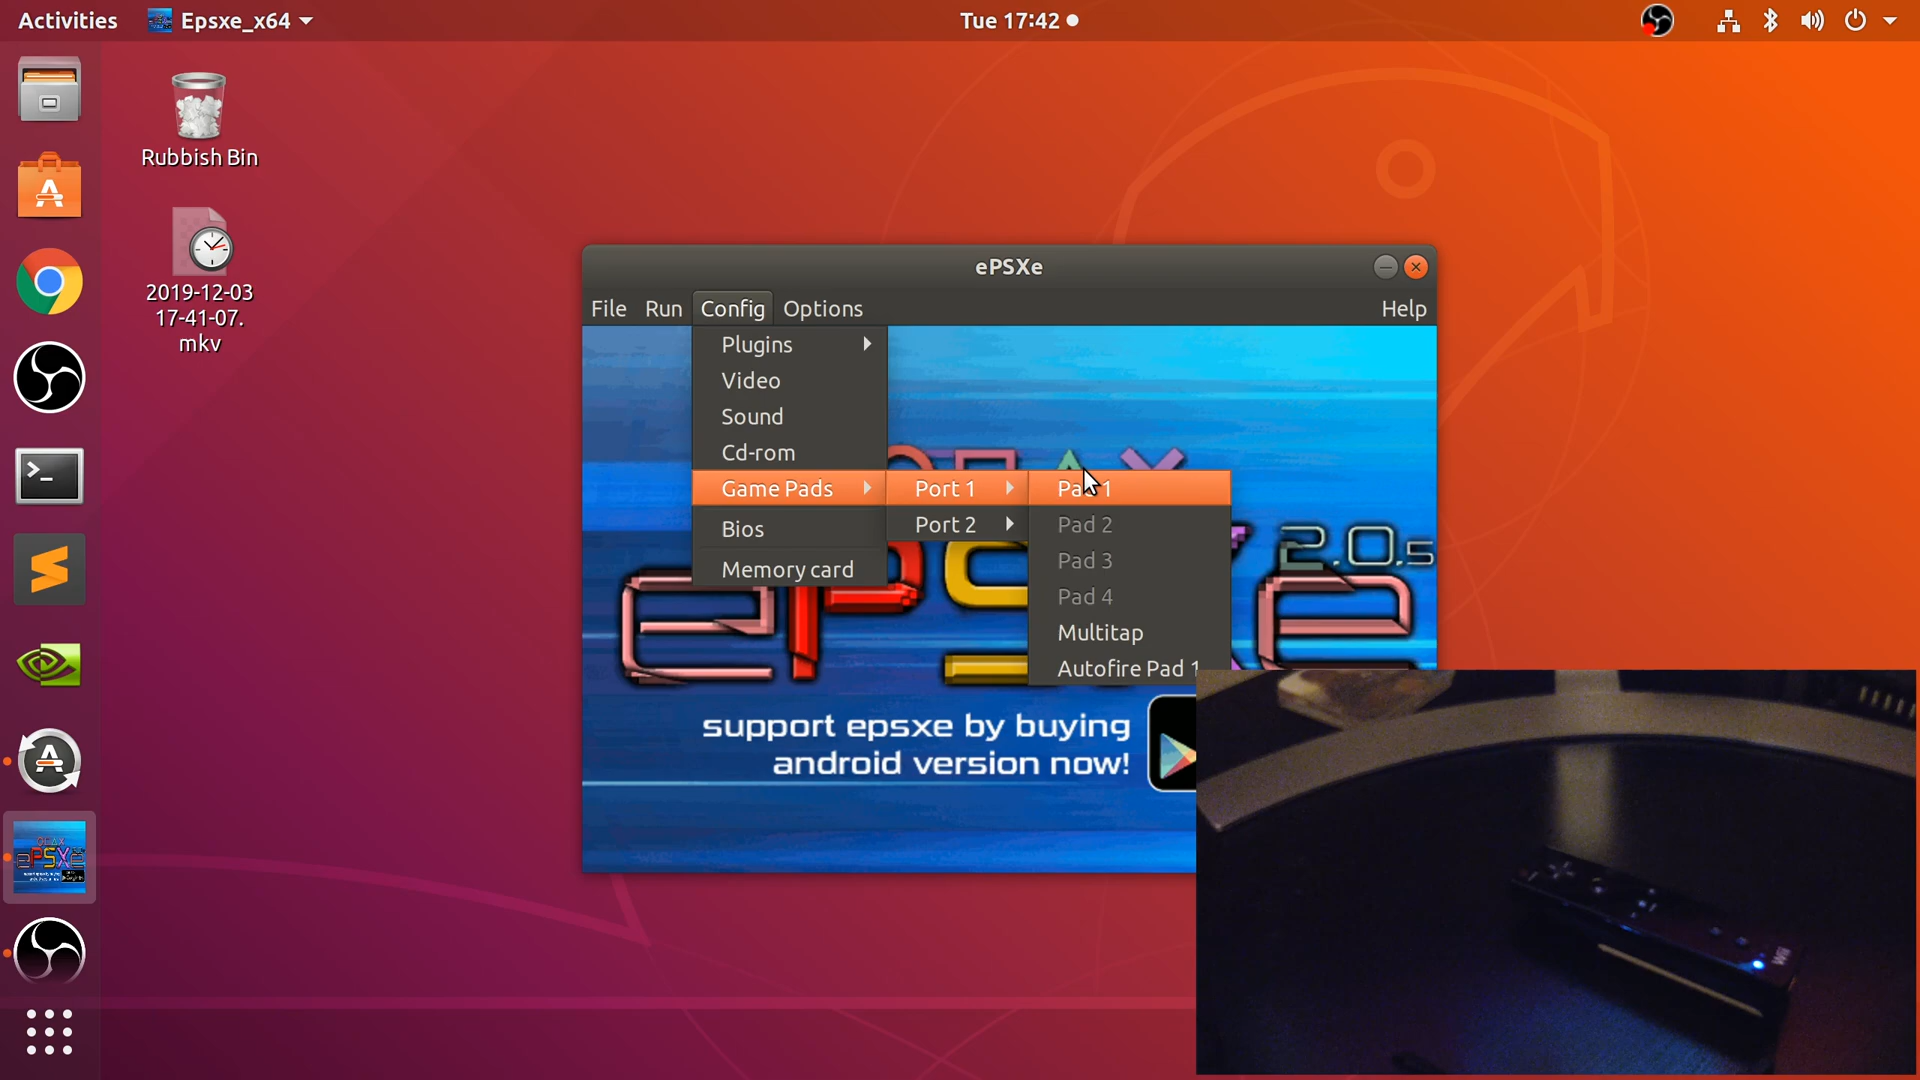 Activities
Epsxe_x64
Tue 17:42
Rubbish Bin
2019-12-03
17-41-07.
mkv
ePSXe
File
Run
Config
Options
Help
Plugins
Video
Sound
Cd-rom
Game Pads
Bios
Memory card
Port 1
Port 2
Pad 1
Pad 2
Pad 3
Pad 4
Multitap
Autofire Pad 1
2.0.5
support epsxe by buying
android version now!
Wii